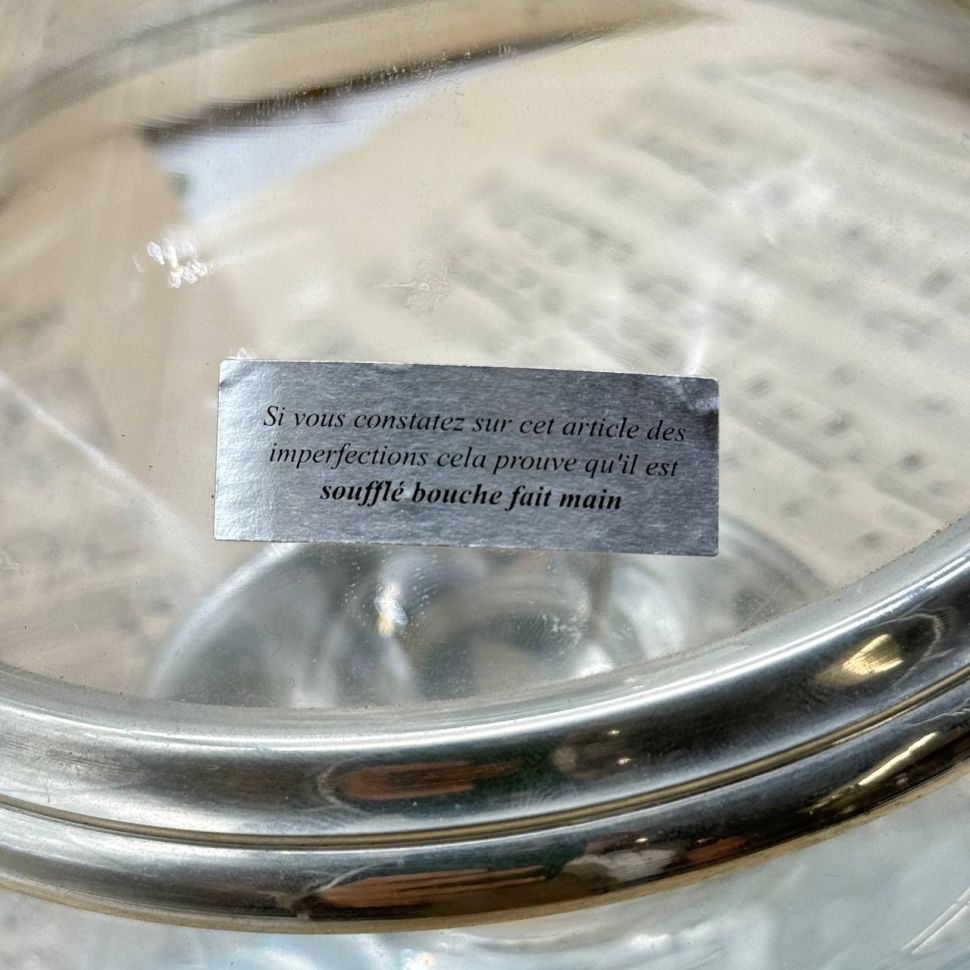 Si vous constatez sur cet article des
imperfections cela prouve qu'il est
soufflé bouche fait main